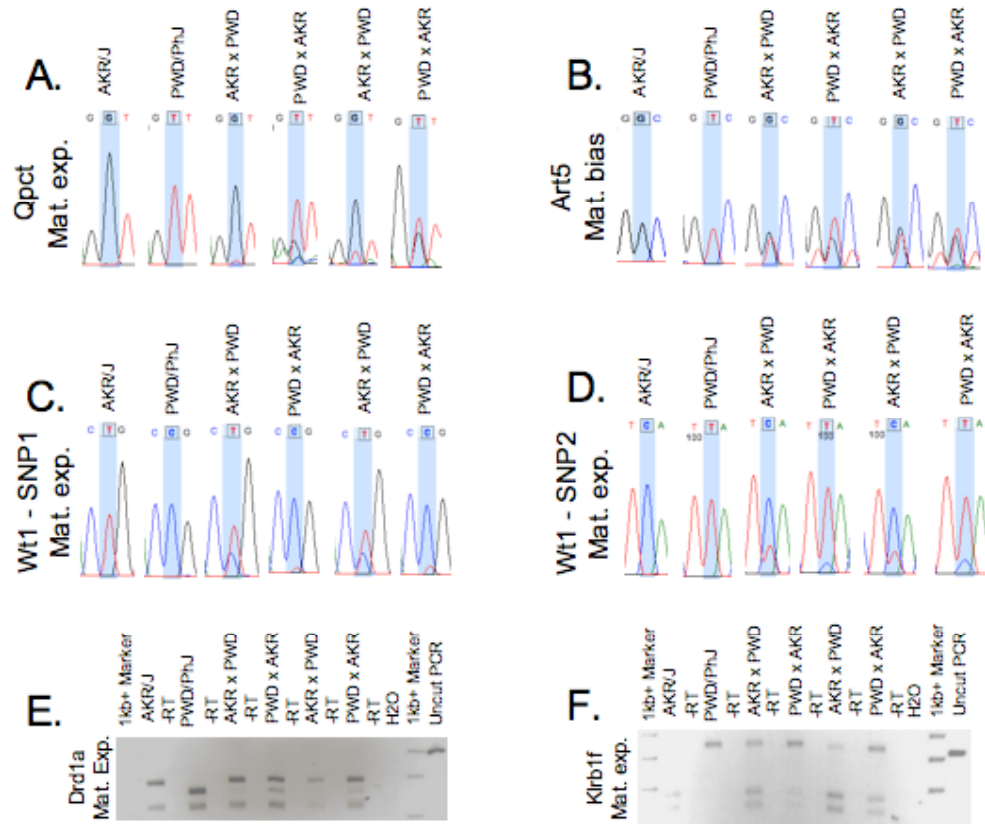 A.
AKR/J
PWD/PhJ
AKR x PWD
PWD x AKR
AKR x PWD
PWD x AKR
Qpct
Mat. exp.
G G T
G T T
G G T
G T T
G G T
G T T
B.
AKR/J
PWD/PhJ
AKR x PWD
PWD x AKR
AKR x PWD
PWD x AKR
Art5
Mat. bias
G G C
G T C
G G C
G T C
G G C
G T C
C.
AKR/J
PWD/PhJ
AKR x PWD
PWD x AKR
AKR x PWD
PWD x AKR
Wt1 - SNP1
Mat. exp.
C T G
C C G
C T G
C C G
C T G
C C G
D.
AKR/J
PWD/PhJ
AKR x PWD
PWD x AKR
AKR x PWD
PWD x AKR
Wt1 - SNP2
Mat. exp.
T C A
T T A
100
T C A
T T A
100
T C A
100
T T A
E.
1kb+ Marker
AKR/J
-RT
PWD/PhJ
-RT
AKR x PWD
-RT
PWD x AKR
-RT
AKR x PWD
-RT
PWD x AKR
-RT
H2O
1kb+ Marker
Uncut PCR
Drd1a
Mat. Exp.
F.
1kb+ Marker
AKR/J
-RT
PWD/PhJ
-RT
AKR x PWD
-RT
PWD x AKR
-RT
AKR x PWD
-RT
PWD x AKR
-RT
H2O
1kb+ Marker
Uncut PCR
Klrb1f
Mat. exp.